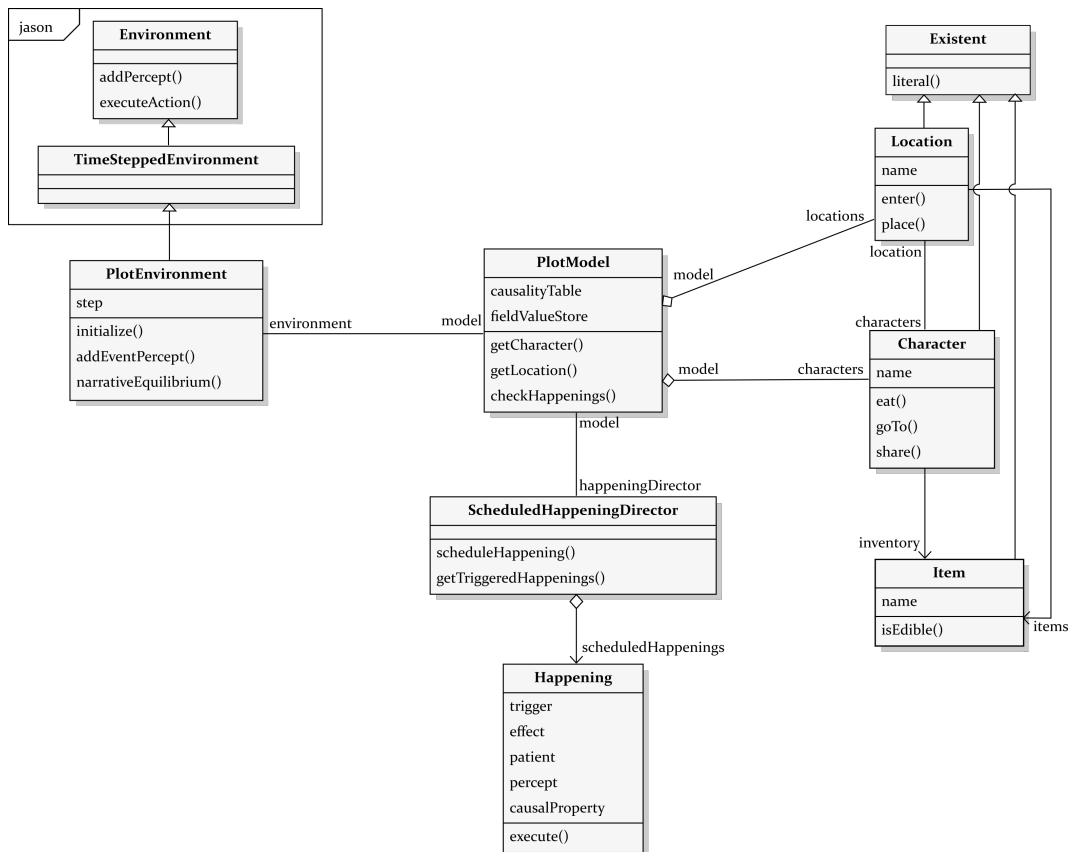 jason
Environment
addPercept()
executeAction()
TimeSteppedEnvironment
PlotEnvironment
step
initialize()
addEventPercept()
narrativeEquilibrium()
environment
model
PlotModel
causalityTable
fieldValueStore
getCharacter()
getLocation()
checkHappenings()
model
locations
model
characters
model
happeningDirector
ScheduledHappeningDirector
scheduleHappening()
getTriggeredHappenings()
scheduledHappenings
Happening
trigger
effect
patient
percept
causalProperty
execute()
Existent
literal()
Location
name
enter()
place()
location
characters
Character
name
eat()
goTo()
share()
inventory
Item
name
isEdible()
items